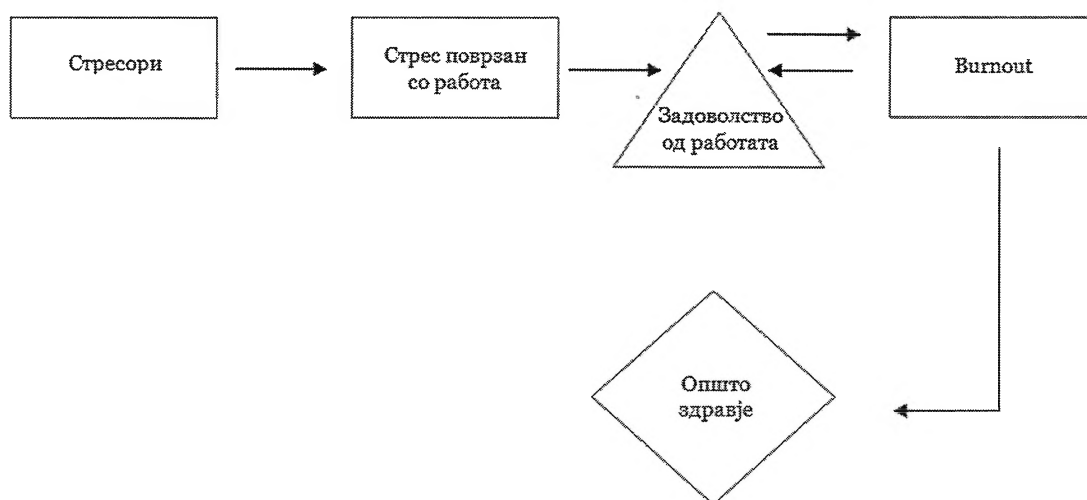 Стресори
Стрес поврзан
со работа
Задоволство
од работата
Burnout
Општо
здравје